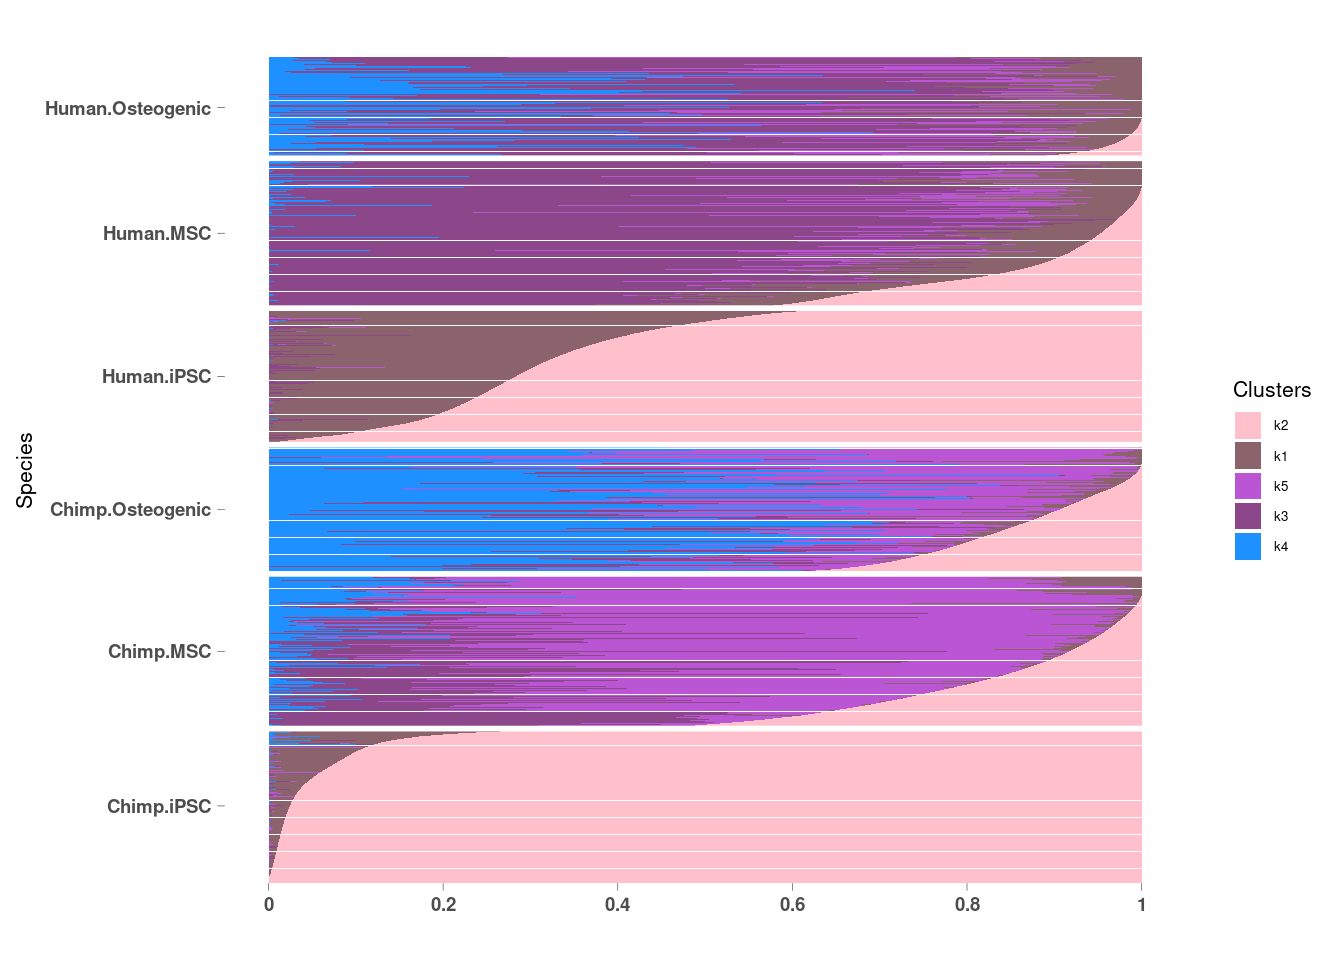 Species
Human.Osteogenic
Human.MSC
Human.iPSC
Chimp.Osteogenic
Chimp.MSC
Chimp.iPSC
0 0.2 0.4 0.6 0.8 1
Clusters
k2
k1
k5
k3
k4